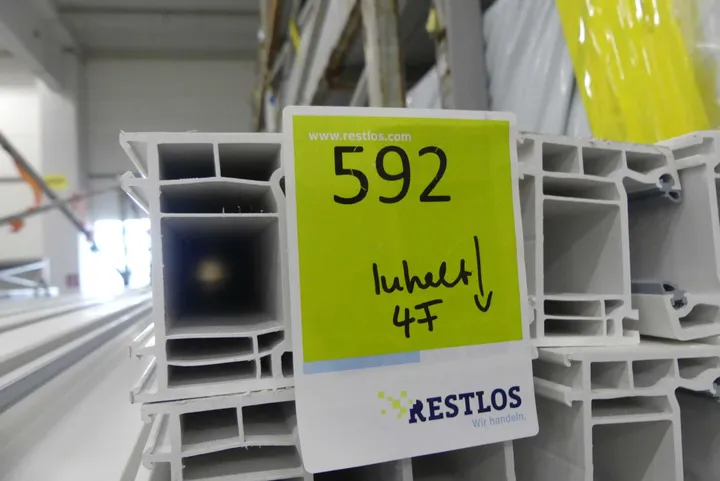 www.restlos.com
592
Inhalt
4F
RESTLOS
Wir handeln.